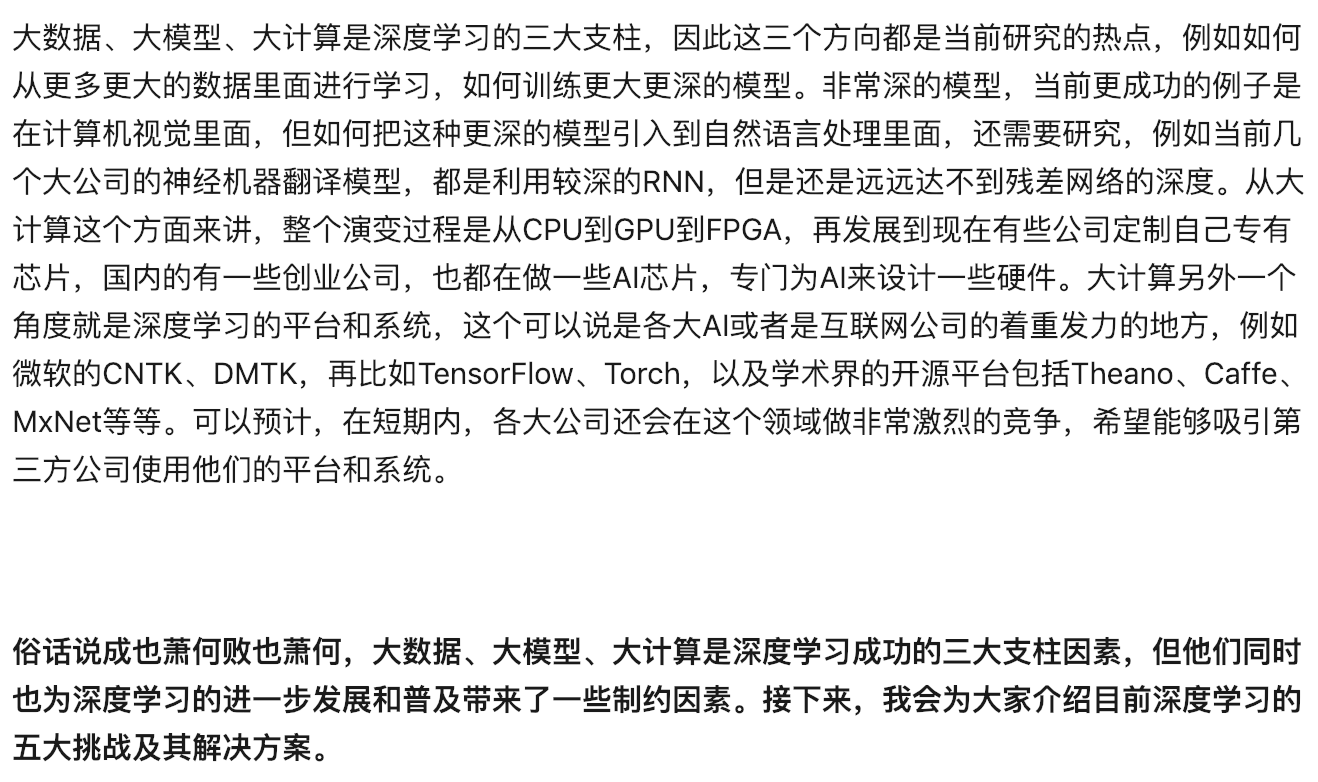 大数据、大模型、大计算是深度学习的三大支柱，因此这三个方向都是当前研究的热点，例如如何
从更多更大的数据里面进行学习，如何训练更大更深的模型。非常深的模型，当前更成功的例子是
在计算机视觉里面，但如何把这种更深的模型引入到自然语言处理里面，还需要研究，例如当前几
个大公司的神经机器翻译模型，都是利用较深的RNN，但是还是远远达不到残差网络的深度。从大
计算这个方面来讲，整个演变过程是从CPU到GPU到FPGA，再发展到现在有些公司定制自己专有
芯片，国内的有一些创业公司，也都在做一些AI芯片，专门为AI来设计一些硬件。大计算另外一个
角度就是深度学习的平台和系统，这个可以说是各大AI或者是互联网公司的着重发力的地方，例如
微软的CNTK、DMTK，再比如TensorFlow、Torch，以及学术界的开源平台包括Theano、Caffe、
MxNet等等。可以预计，在短期内，各大公司还会在这个领域做非常激烈的竞争，希望能够吸引第
三方公司使用他们的平台和系统。
俗话说成也萧何败也萧何，大数据、大模型、大计算是深度学习成功的三大支柱因素，但他们同时
也为深度学习的进一步发展和普及带来了一些制约因素。接下来，我会为大家介绍目前深度学习的
五大挑战及其解决方案。